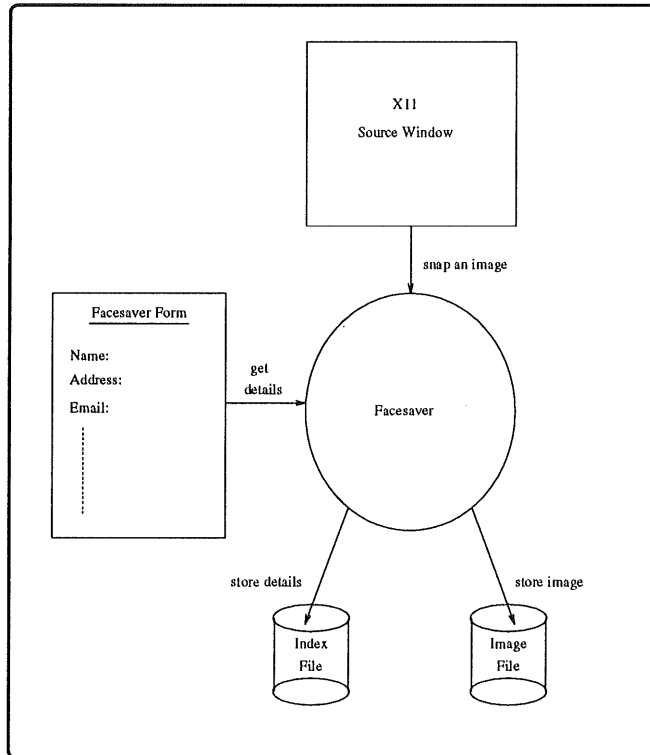 X11
Source Window
snap an image
Facesaver Form
Name:
Address:
Email:
get
details
Facesaver
store details
store image
Index
File
Image
File